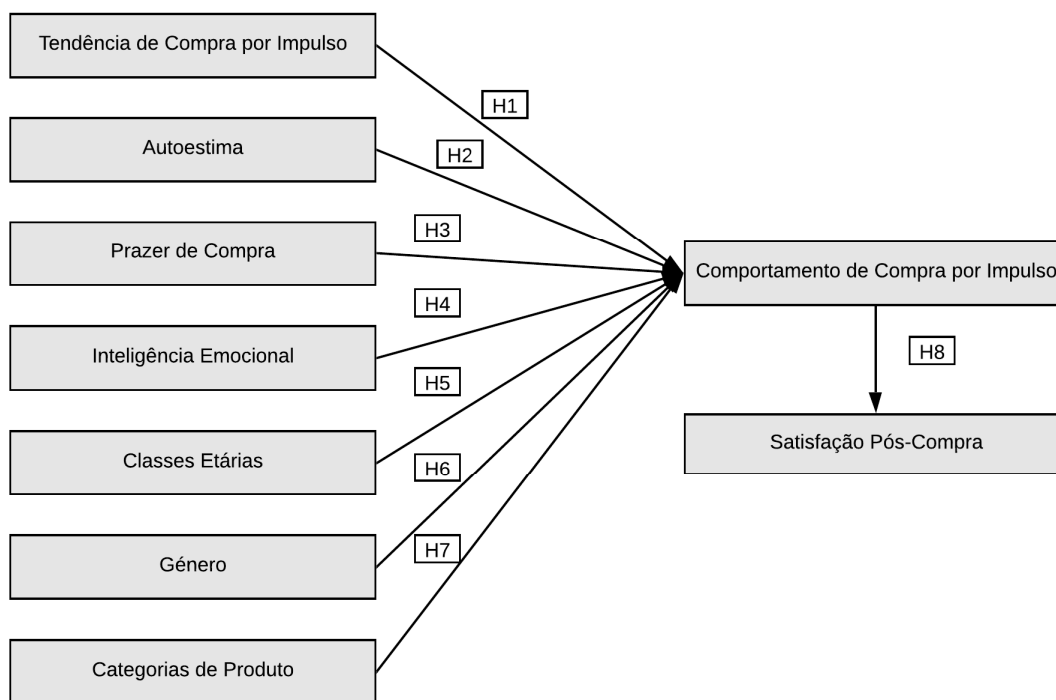 Tendência de Compra por Impulso
H1
Autoestima
H2
Prazer de Compra
H3
Comportamento de Compra por Impulso
H4
Inteligência Emocional
H8
H5
Classes Etárias
Satisfação Pós-Compra
H6
Género
H7
Categorias de Produto